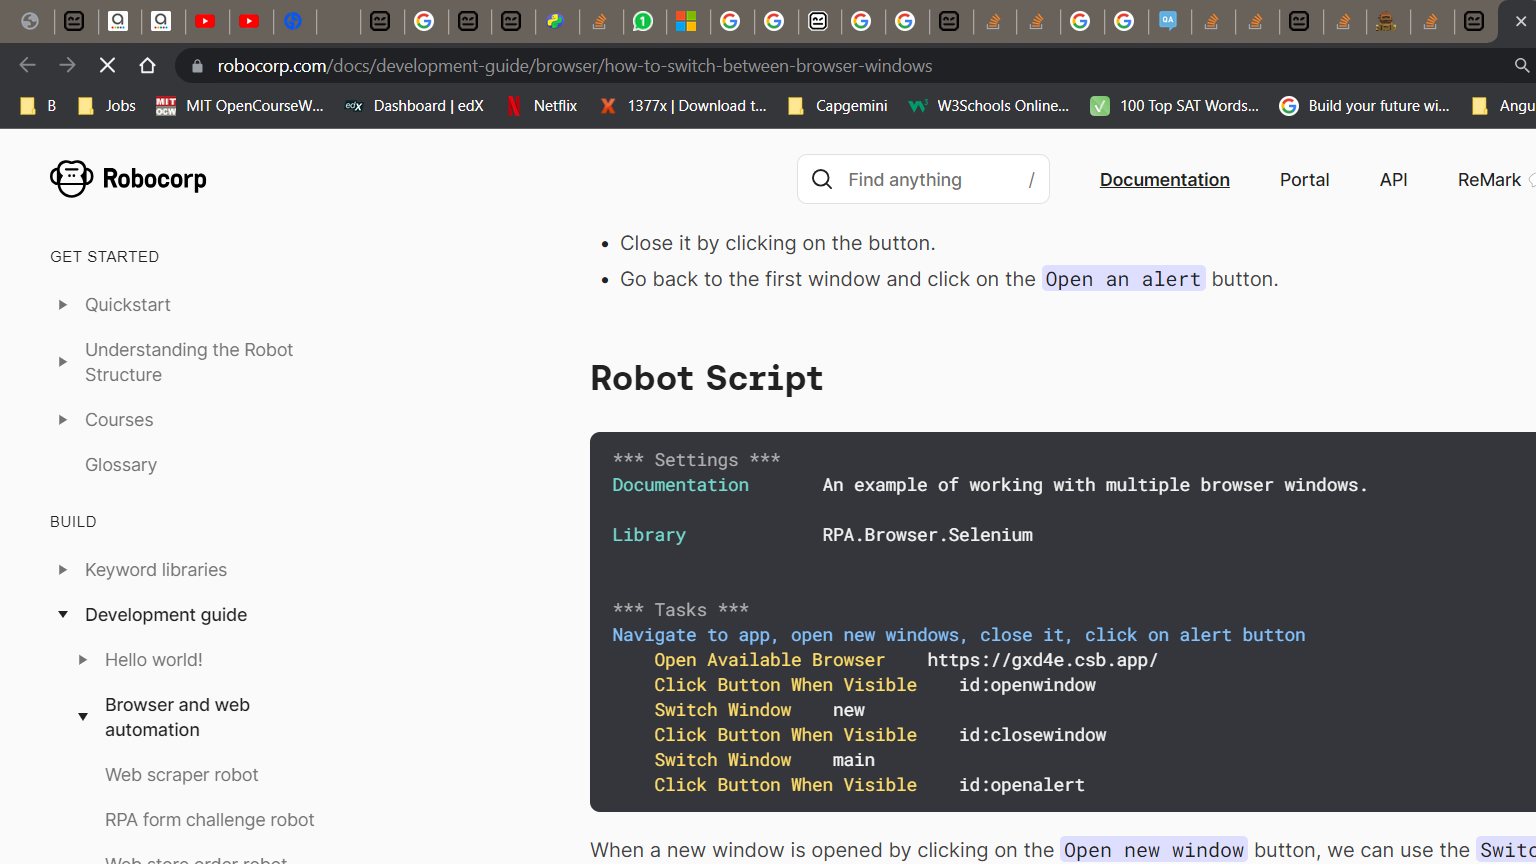 robocorp.com/docs/development-guide/browser/how-to-switch-between-browser-windows
B
Jobs
MIT OpenCourseW...
Dashboard | edX
Netflix
1377x | Download t...
Capgemini
W3Schools Online...
100 Top SAT Words...
Build your future wi...
Angu
Robocorp
Find anything /
Documentation
Portal
API
ReMark
GET STARTED
Quickstart
Understanding the Robot
Structure
Courses
Glossary
BUILD
Keyword libraries
Development guide
Hello world!
Browser and web
automation
Web scraper robot
RPA form challenge robot
Web store order robot
• Close it by clicking on the button.
• Go back to the first window and click on the Open an alert button.
Robot Script
*** Settings ***
Documentation An example of working with multiple browser windows.
Library RPA.Browser.Selenium
*** Tasks ***
Navigate to app, open new windows, close it, click on alert button
Open Available Browser https://gxd4e.csb.app/
Click Button When Visible id:openwindow
Switch Window new
Click Button When Visible id:closewindow
Switch Window main
Click Button When Visible id:openalert
When a new window is opened by clicking on the Open new window button, we can use the Switc